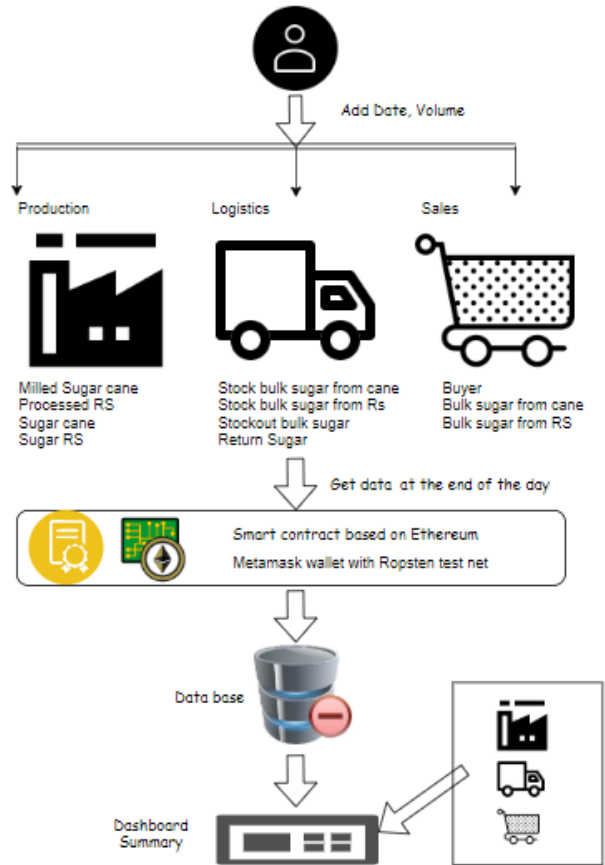 Add Date, Volume
Production
Logistics
Sales
Milled Sugar cane
Processed RS
Sugar cane
Sugar RS
Stock bulk sugar from cane
Stock bulk sugar from Rs
Stockout bulk sugar
Return Sugar
Buyer
Bulk sugar from cane
Bulk sugar from RS
Get data at the end of the day
Smart contract based on Ethereum
Metamask wallet with Ropsten test net
Data base
Dashboard
Summary